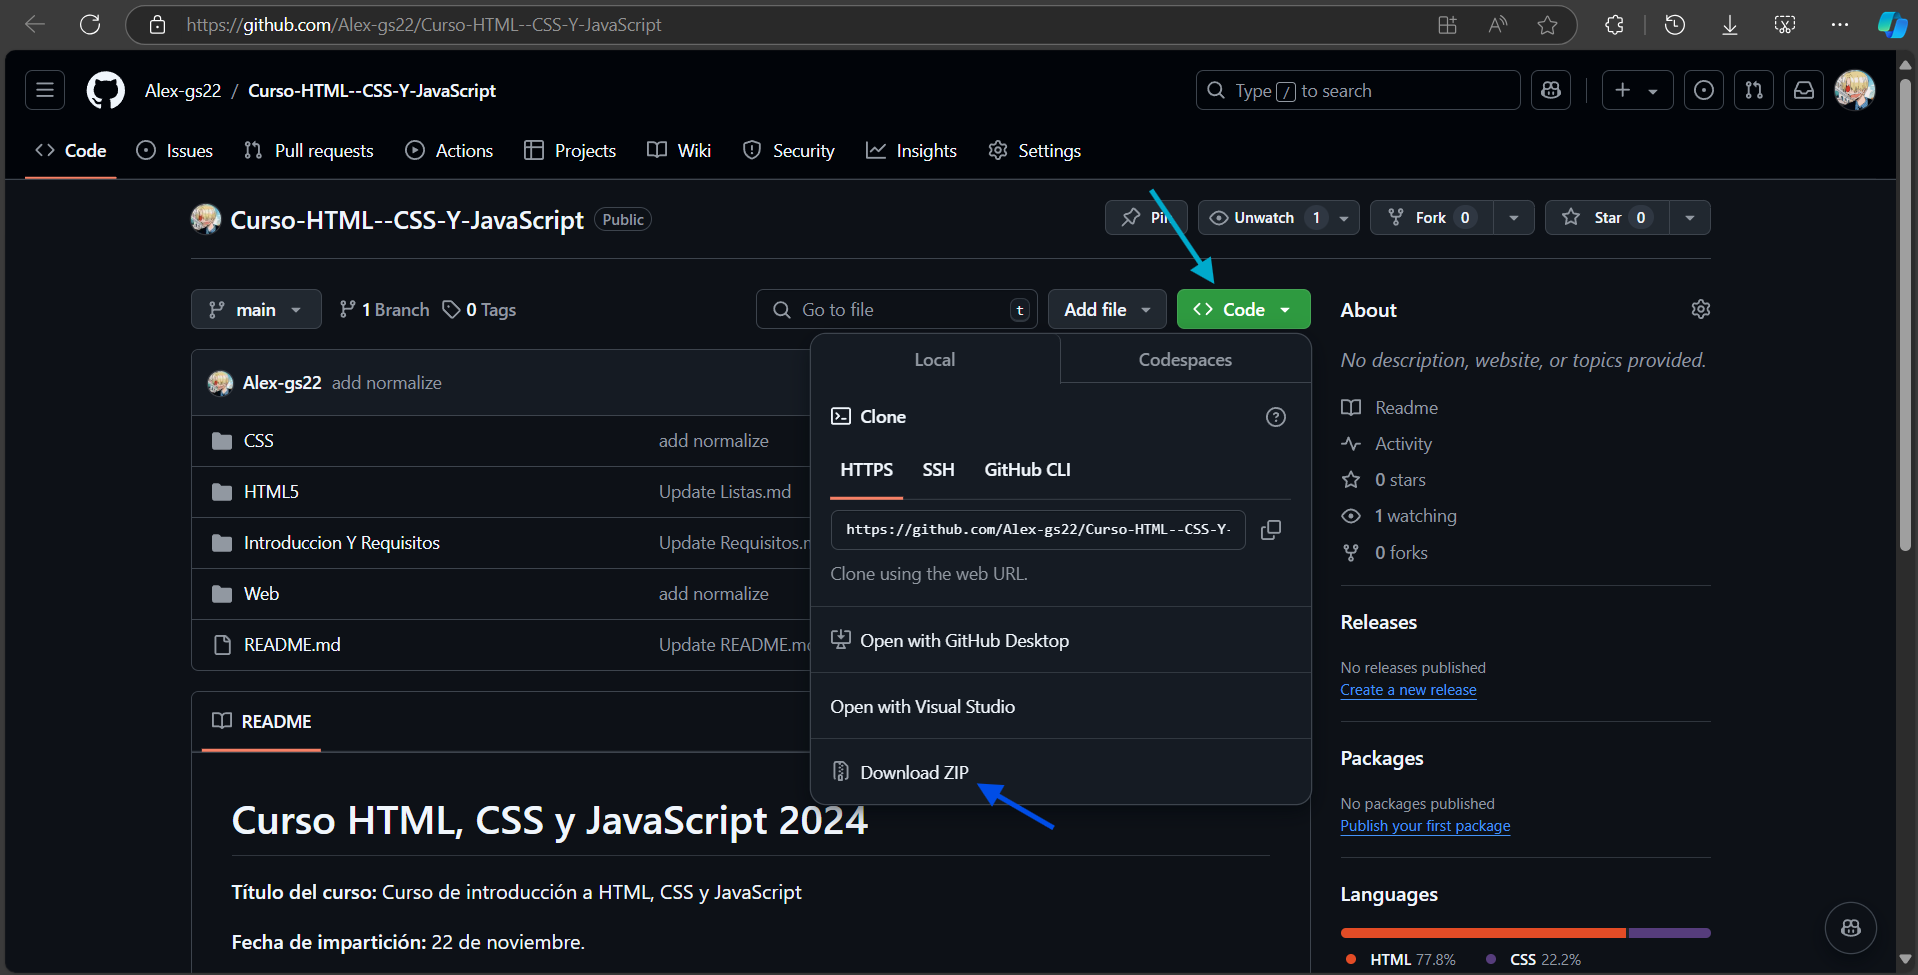 https://github.com/Alex-gs22/Curso-HTML--CSS-Y-JavaScript
Alex-gs22 / Curso-HTML--CSS-Y-JavaScript
Type / to search
Code Issues Pull requests Actions Projects Wiki Security Insights Settings
Curso-HTML--CSS-Y-JavaScript Public
Unwatch 1 Fork 0 Star 0
main 1 Branch 0 Tags Go to file t Add file Code
Local Codespaces
Alex-gs22 add normalize
CSS add normalize
HTML5 Update Listas.md
Introduccion Y Requisitos Update
Web add normalize
README.md Update
Clone
HTTPS SSH GitHub CLI
https://github.com/Alex-gs22/Curso-HTML--CSS-Y-
Clone using the web URL.
Open with GitHub Desktop
Open with Visual Studio
Download ZIP
README
Curso HTML, CSS y JavaScript 2024
Título del curso: Curso de introducción a HTML, CSS y JavaScript
Fecha de impartición: 22 de noviembre.
About
No description, website, or topics provided.
Readme
Activity
0 stars
1 watching
0 forks
Releases
No releases published
Create a new release
Packages
No packages published
Publish your first package
Languages
HTML 77.8% CSS 22.2%